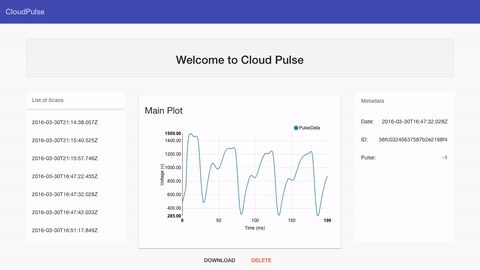 CloudPulse
Welcome to Cloud Pulse
List of Scans
2016-03-30T21:14:38.057Z
2016-03-30T21:15:40.525Z
2016-03-30T21:15:57.746Z
2016-03-30T16:47:22.455Z
2016-03-30T16:47:32.028Z
2016-03-30T16:47:42.033Z
2016-03-30T16:51:17.849Z
Main Plot
PulseData
1509.00
1400.00
1200.00
1000.00
800.00
600.00
400.00
285.00
Voltage (v)
0 50 100 150 199
Time (ms)
Metadata
Date: 2016-03-30T16:47:32.028Z
ID: 56fc03245637587b2e2168f4
Pulse: -1
DOWNLOAD DELETE